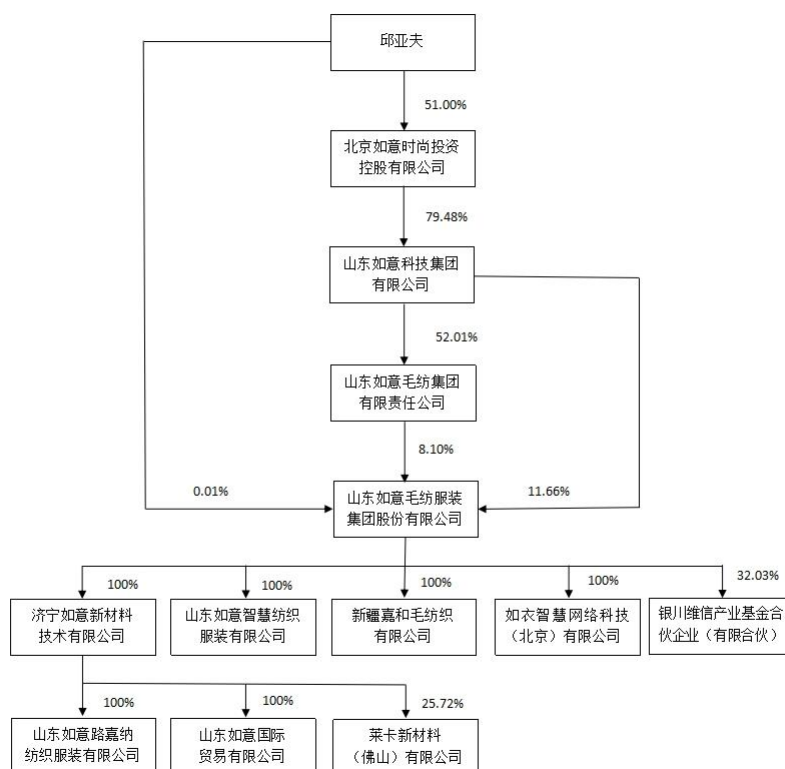 邱亚夫
51.00%
北京如意时尚投资
控股有限公司
79.48%
山东如意科技集团
有限公司
52.01%
山东如意毛纺集团
有限责任公司
8.10%
0.01%
山东如意毛纺服装
集团股份有限公司
11.66%
100%
100%
100%
100%
32.03%
济宁如意新材料
技术有限公司
山东如意智慧纺织
服装有限公司
新疆嘉和毛纺织
有限公司
如衣智慧网络科技
（北京）有限公司
银川维信产业基金合
伙企业（有限合伙）
100%
100%
25.72%
山东如意路嘉纳
纺织服装有限公司
山东如意国际
贸易有限公司
莱卡新材料
（佛山）有限公司